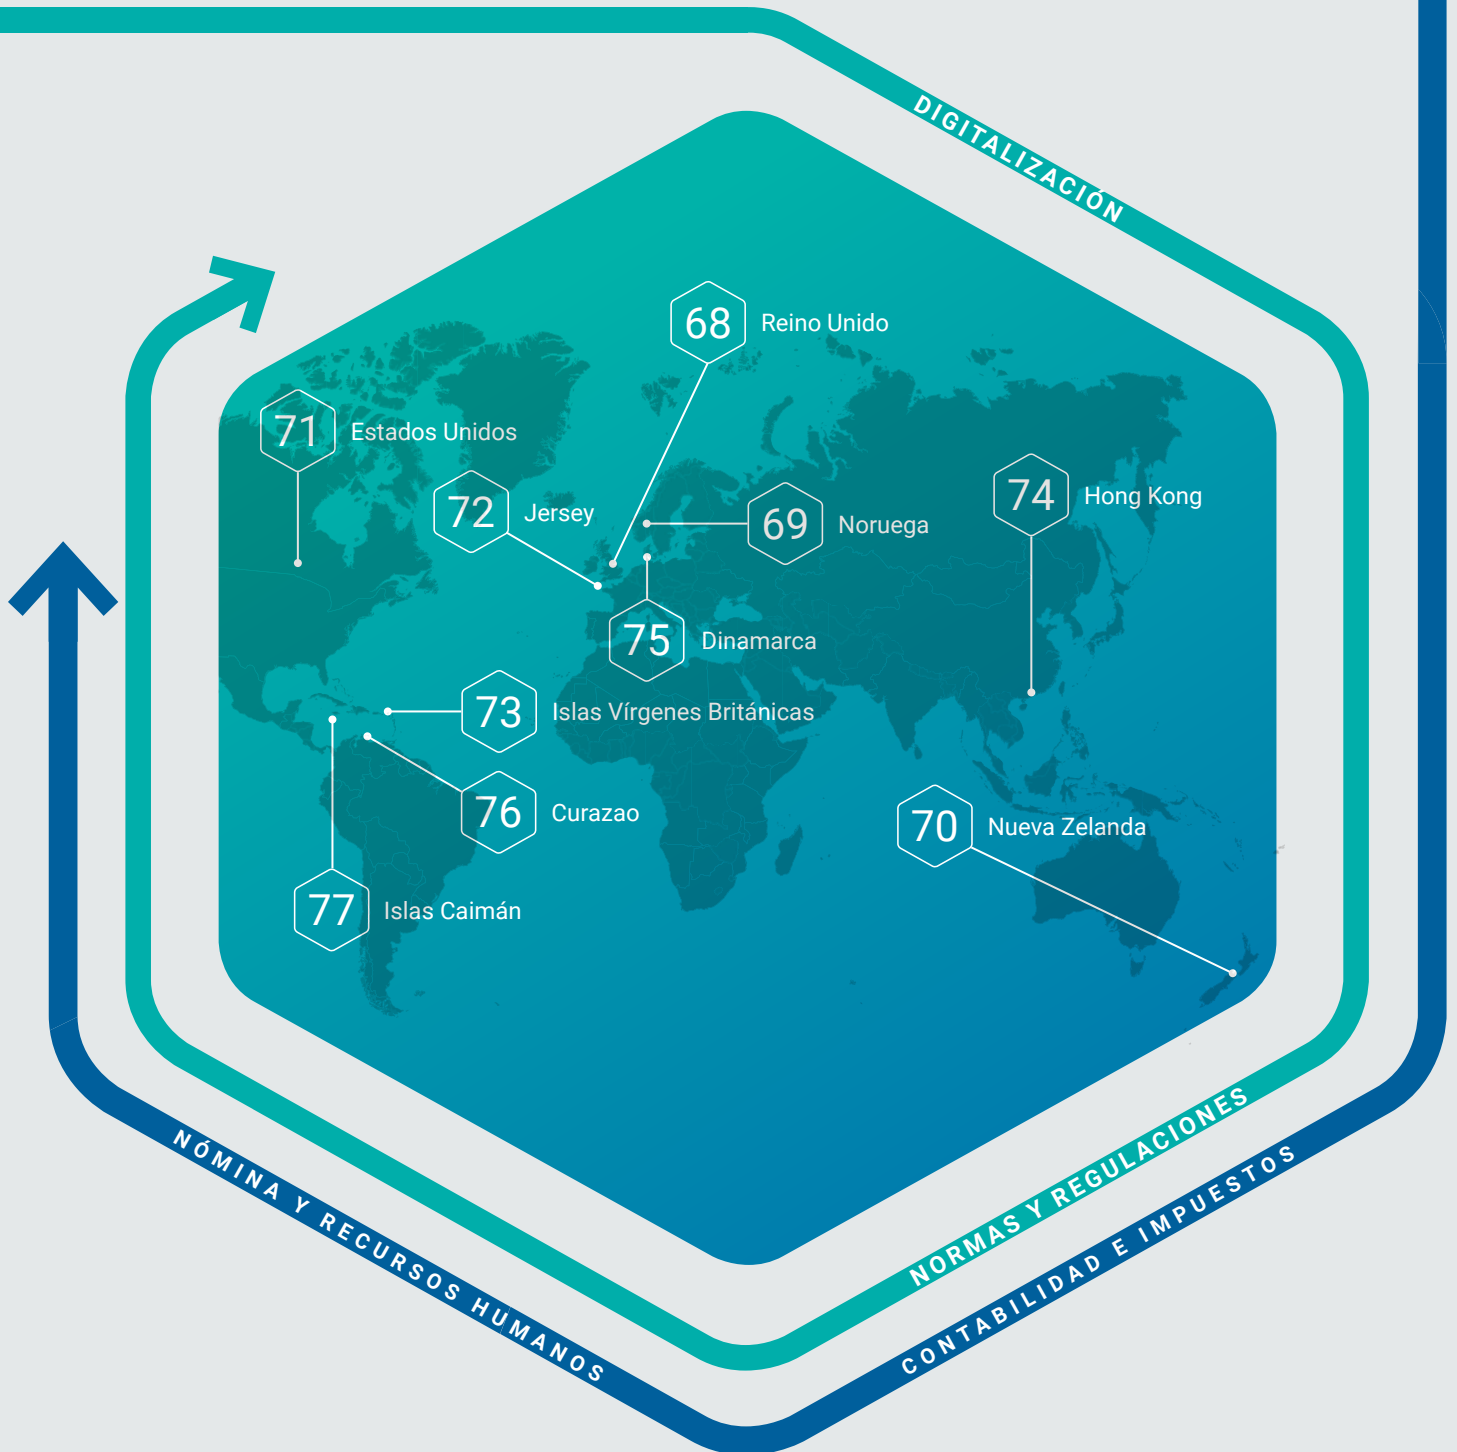 DIGITALIZACIÓN
68 Reino Unido
71 Estados Unidos
72 Jersey
69 Noruega
74 Hong Kong
75 Dinamarca
73 Islas Vírgenes Británicas
76 Curazao
70 Nueva Zelanda
77 Islas Caimán
NÓMINA Y RECURSOS HUMANOS
NORMAS Y REGULACIONES
CONTABILIDAD E IMPUESTOS